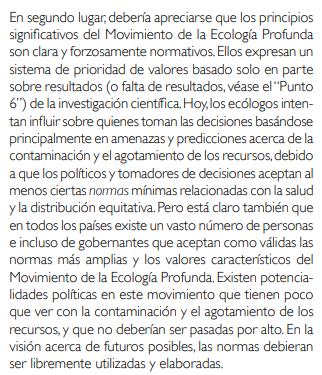 En segundo lugar, debería apreciarse que los principios
significativos del Movimiento de la Ecología Profunda
son clara y forzosamente normativos. Ellos expresan un
sistema de prioridad de valores basado solo en parte
sobre resultados (o falta de resultados, véase el “Punto
6”) de la investigación científica. Hoy, los ecólogos inten-
tan influir sobre quienes toman las decisiones basándose
principalmente en amenazas y predicciones acerca de la
contaminación y el agotamiento de los recursos, debido
a que los políticos y tomadores de decisiones aceptan al
menos ciertas normas mínimas relacionadas con la salud
y la distribución equitativa. Pero está claro también que
en todos los países existe un vasto número de personas
e incluso de gobernantes que aceptan como válidas las
normas más amplias y los valores característicos del
Movimiento de la Ecología Profunda. Existen potencia-
lidades políticas en este movimiento que tienen poco
que ver con la contaminación y el agotamiento de los
recursos, y que no deberían ser pasadas por alto. En la
visión acerca de futuros posibles, las normas debieran
ser libremente utilizadas y elaboradas.